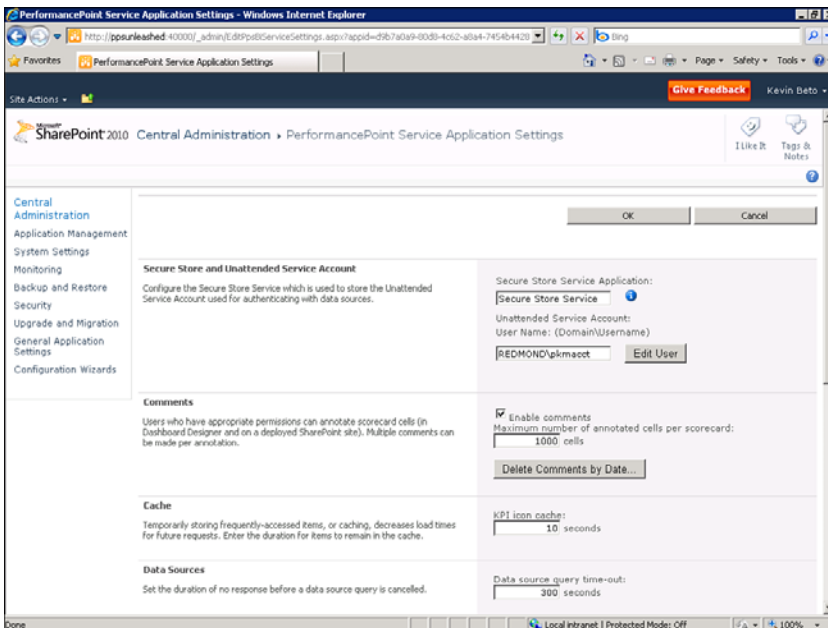 PerformancePoint Service Application Settings - Windows Internet Explorer
http://ppsunleashed:40000/_admin/EditPpsBIServiceSettings.aspx?appid=d9b7a0a9-80d8-4c62-a8a4-7454b4428
Bing
Favorites
PerformancePoint Service Application Settings
Page
Safety
Tools
Site Actions
Give Feedback
Kevin Beto
Microsoft
SharePoint 2010
Central Administration
PerformancePoint Service Application Settings
I Like It
Tags &
Notes
Central
Administration
Application Management
System Settings
Monitoring
Backup and Restore
Security
Upgrade and Migration
General Application
Settings
Configuration Wizards
OK
Cancel
Secure Store and Unattended Service Account
Configure the Secure Store Service which is used to store the Unattended
Service Account used for authenticating with data sources.
Secure Store Service Application:
Secure Store Service
Unattended Service Account:
User Name: (Domain\Username)
REDMOND\pkmacct
Edit User
Comments
Users who have appropriate permissions can annotate scorecard cells (in
Dashboard Designer and on a deployed SharePoint site). Multiple comments can
be made per annotation.
Enable comments
Maximum number of annotated cells per scorecard:
1000 cells
Delete Comments by Date...
Cache
Temporarily storing frequently-accessed items, or caching, decreases load times
for future requests. Enter the duration for items to remain in the cache.
KPI icon cache:
10 seconds
Data Sources
Set the duration of no response before a data source query is cancelled.
Data source query time-out:
300 seconds
Done
Local intranet | Protected Mode: Off
100%